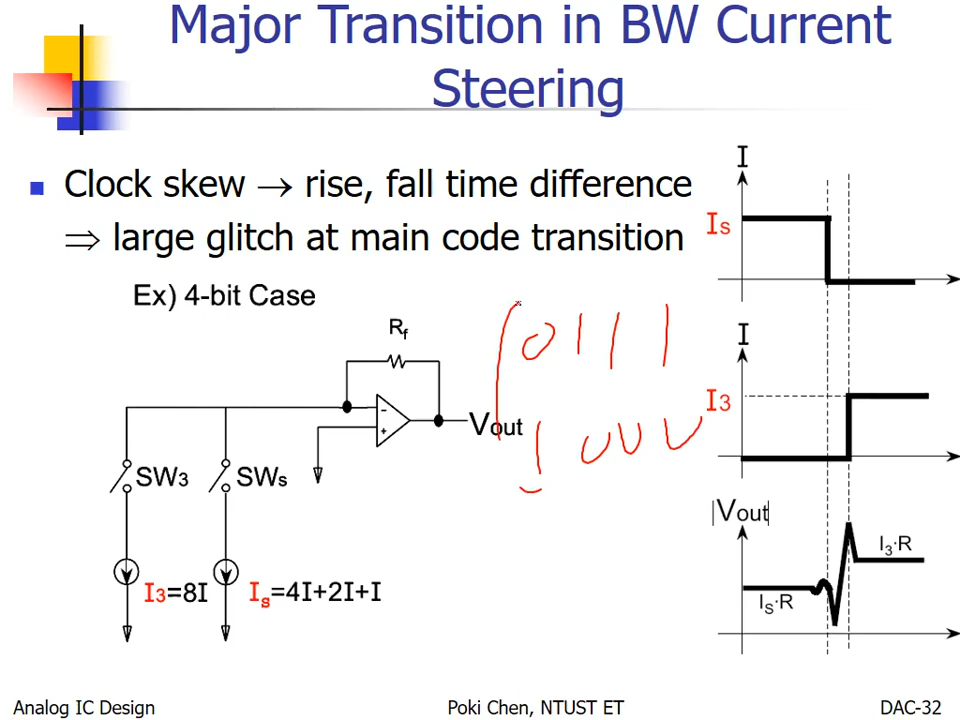 Major Transition in BW Current
Steering
Clock skew → rise, fall time difference
⇒ large glitch at main code transition
Ex) 4-bit Case
Rf
-
+
Vout
SW3
SWs
I3=8I
Is=4I+2I+I
0111
1000
I
Is
I
I3
|Vout|
I3·R
IS·R
Analog IC Design
Poki Chen, NTUST ET
DAC-32